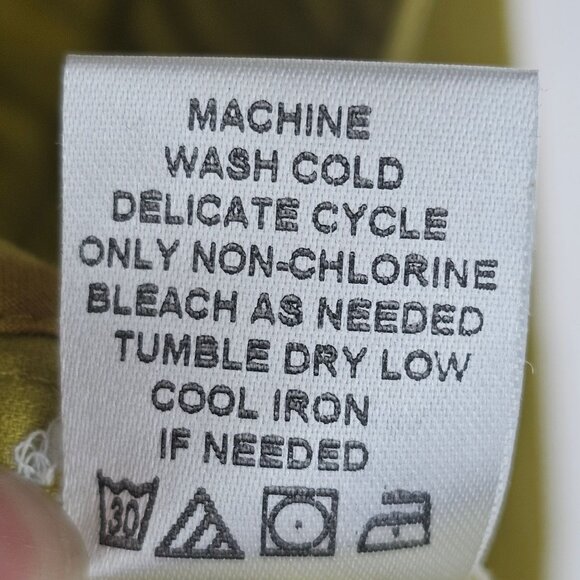 MACHINE
WASH COLD
DELICATE CYCLE
ONLY NON-CHLORINE
BLEACH AS NEEDED
TUMBLE DRY LOW
COOL IRON
IF NEEDED
30